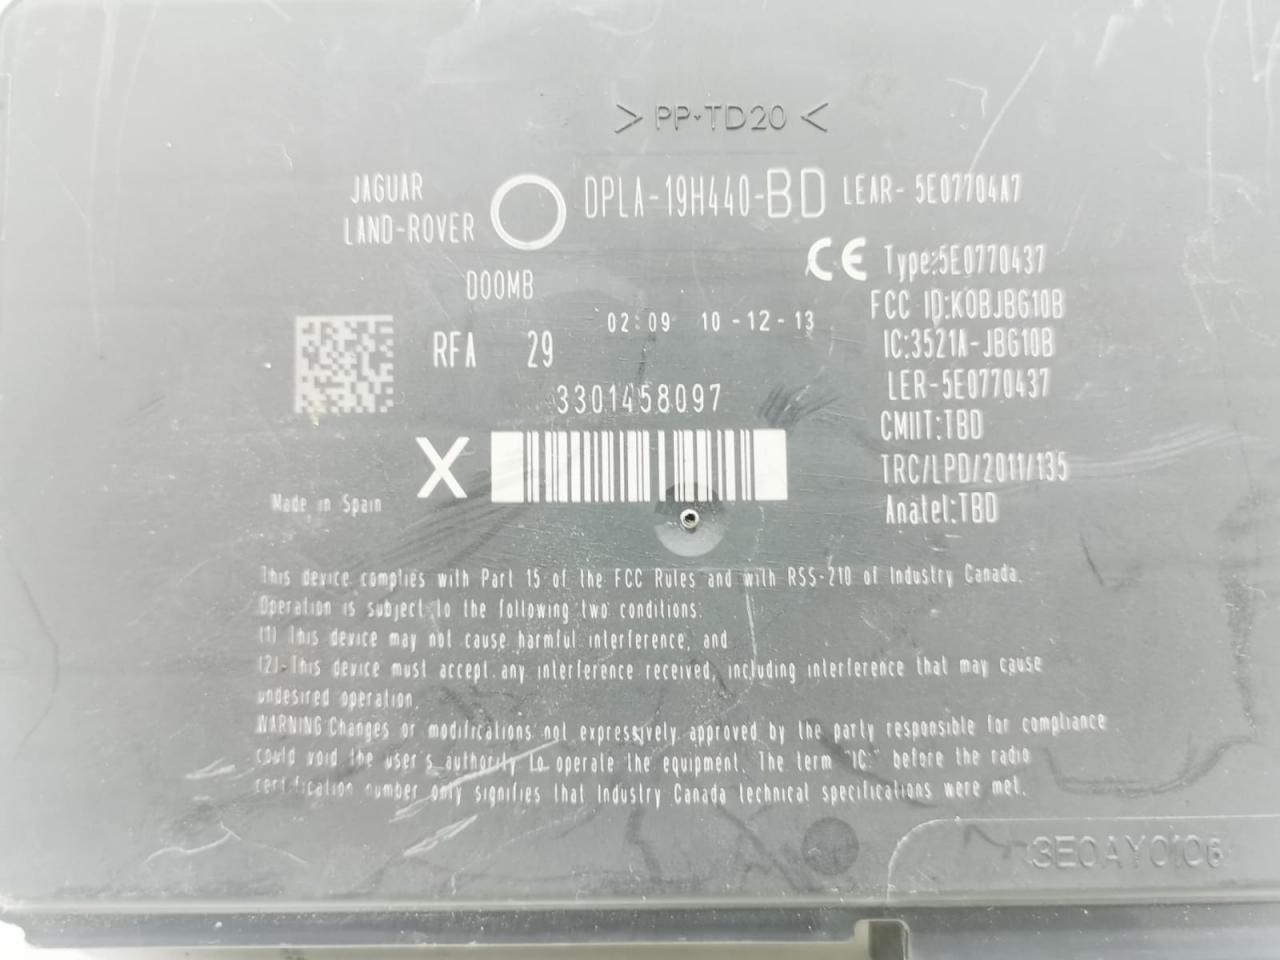 >PP-TD20<
JAGUAR
LAND-ROVER
DPLA-19H440-BD
LEAR- 5E07704A7
CE Type:5E0770437
D00MB
FCC ID:KOBJBG10B
02:09 10-12-13
RFA 29
IC:3521A-JBG10B
LER-5E0770437
3301458097
CMIIT:TBD
X
TRC/LPD/2011/135
Made in Spain
Anatel:TBD
This device complies with Part 15 of the FCC Rules and with RSS-210 of Industry Canada.
Operation is subject to the following two conditions:
(1) This device may not cause harmful interference, and
(2) This device must accept any interference received, including interference that may cause
undesired operation.
WARNING:Changes or modifications not expressively approved by the party responsible for compliance
could void the user's authority to operate the equipment. The term "IC:" before the radio
certification number only signifies that Industry Canada technical specifications were met.
3E0AY0106